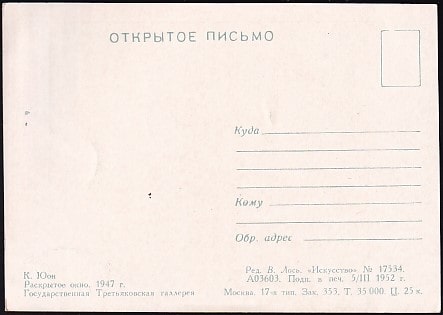 ОТКРЫТОЕ ПИСЬМО
Куда
Кому
Обр. адрес
К. Юон
Раскрытое окно. 1947 г.
Государственная Третьяковская галлерея
Ред. В. Лось. «Искусство» № 17534.
А03603. Подп. в печ. 5/III 1952 г.
Москва. 17-я тип. Зак. 353. Т. 35 000. Ц. 25 к.